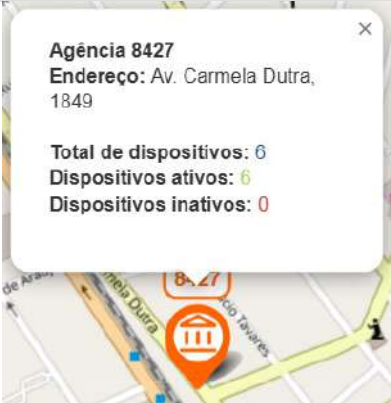 ×
Agência 8427
Endereço: Av. Carmela Dutra,
1849
Total de dispositivos: 6
Dispositivos ativos: 6
Dispositivos inativos: 0
8427
Dutra
Tavares